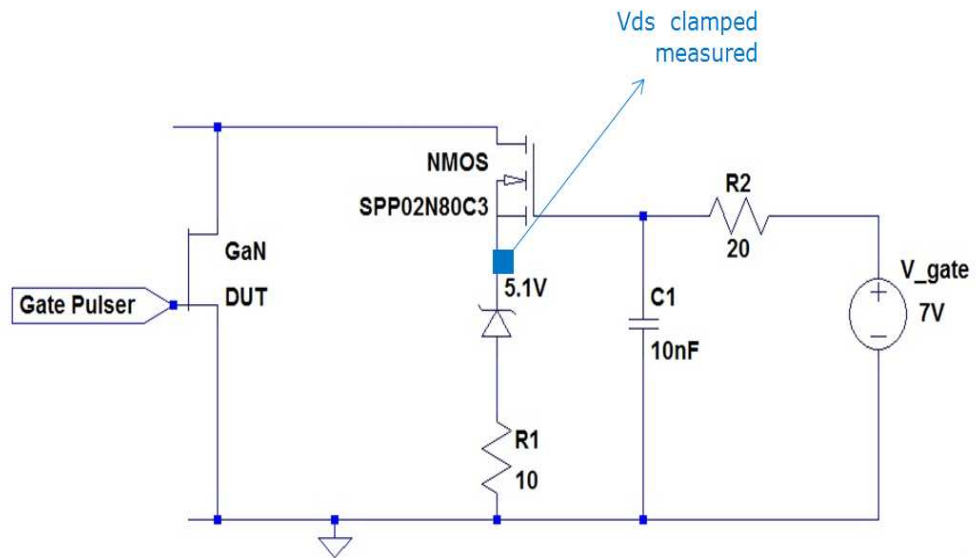 Vds clamped
measured
NMOS
SPP02N80C3
R2
20
GaN
DUT
Gate Pulser
5.1V
C1
10nF
V_gate
7V
R1
10